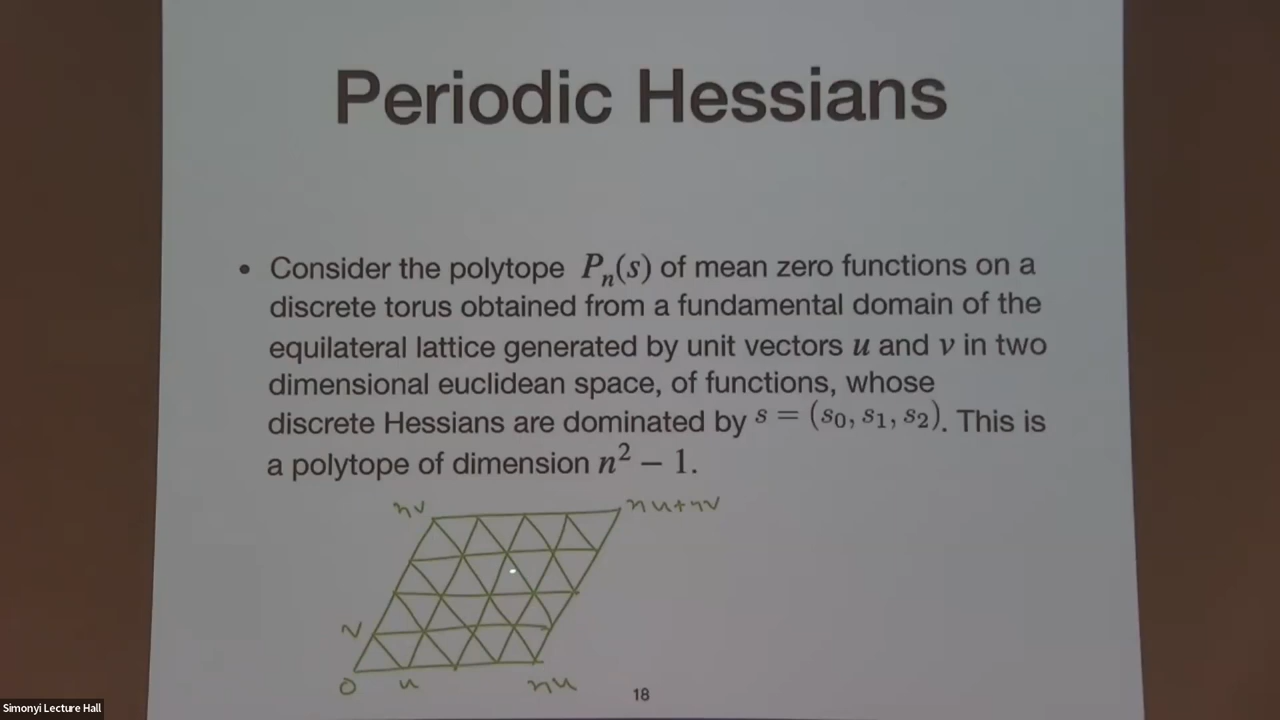 Periodic Hessians
• Consider the polytope Pₙ(s) of mean zero functions on a
discrete torus obtained from a fundamental domain of the
equilateral lattice generated by unit vectors u and v in two
dimensional euclidean space, of functions, whose
discrete Hessians are dominated by s = (s₀, s₁, s₂). This is
a polytope of dimension n² − 1.
nv nu+nv
v
0 u nu
18
Simonyi Lecture Hall